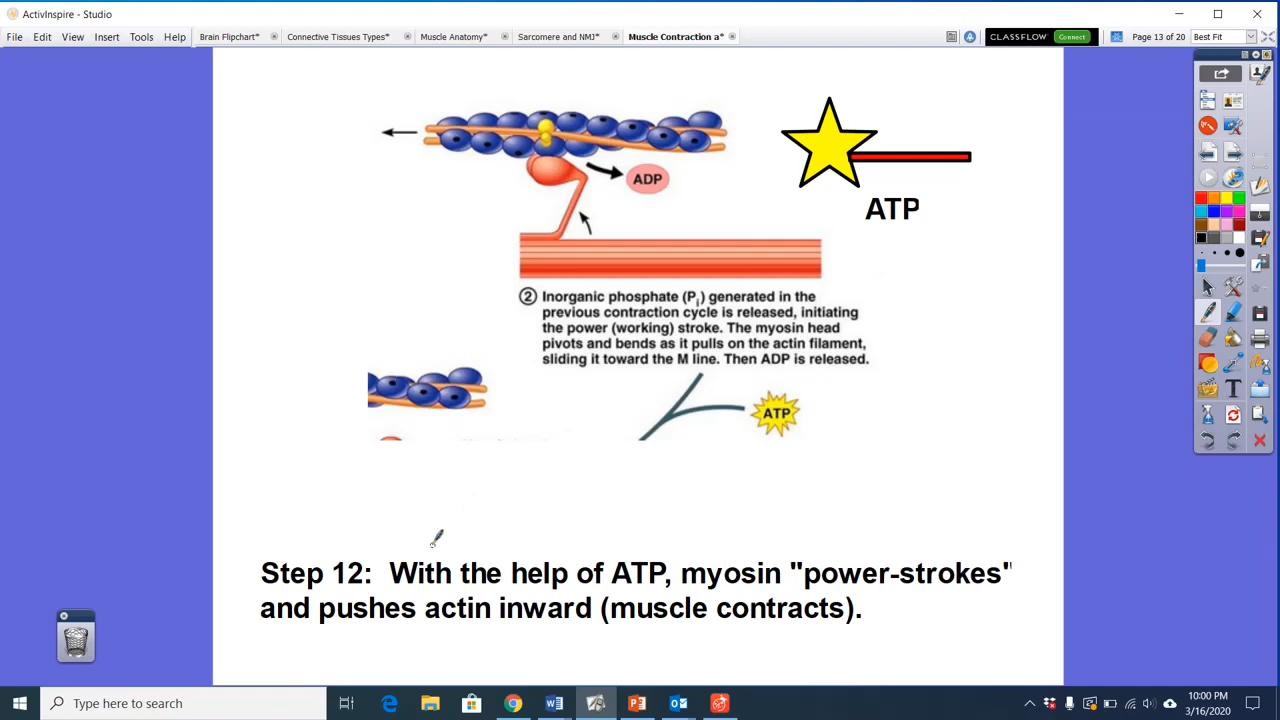 ActivInspire - Studio
File Edit View Insert Tools Help
Brain Flipchart* Connective Tissues Types* Muscle Anatomy* Sarcomere and NMJ* Muscle Contraction a*
CLASSFLOW Connect
Page 13 of 20
Best Fit
ADP
ATP
② Inorganic phosphate (Pi) generated in the
previous contraction cycle is released, initiating
the power (working) stroke. The myosin head
pivots and bends as it pulls on the actin filament,
sliding it toward the M line. Then ADP is released.
ATP
Step 12: With the help of ATP, myosin "power-strokes"
and pushes actin inward (muscle contracts).
Type here to search
10:00 PM
3/16/2020